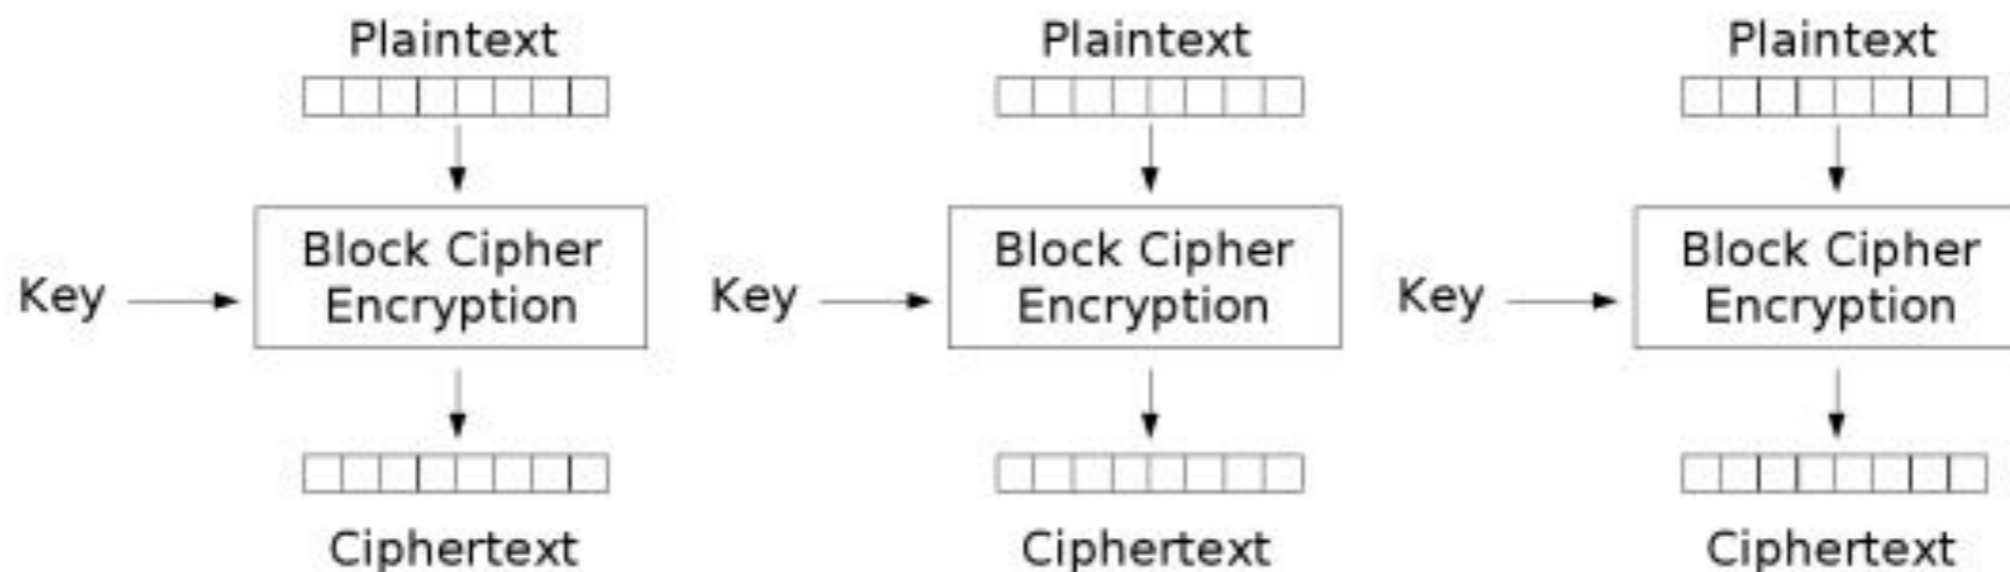 Plaintext
Plaintext
Plaintext
Block Cipher
Encryption
Key
Block Cipher
Encryption
Key
Block Cipher
Encryption
Key
Ciphertext
Ciphertext
Ciphertext